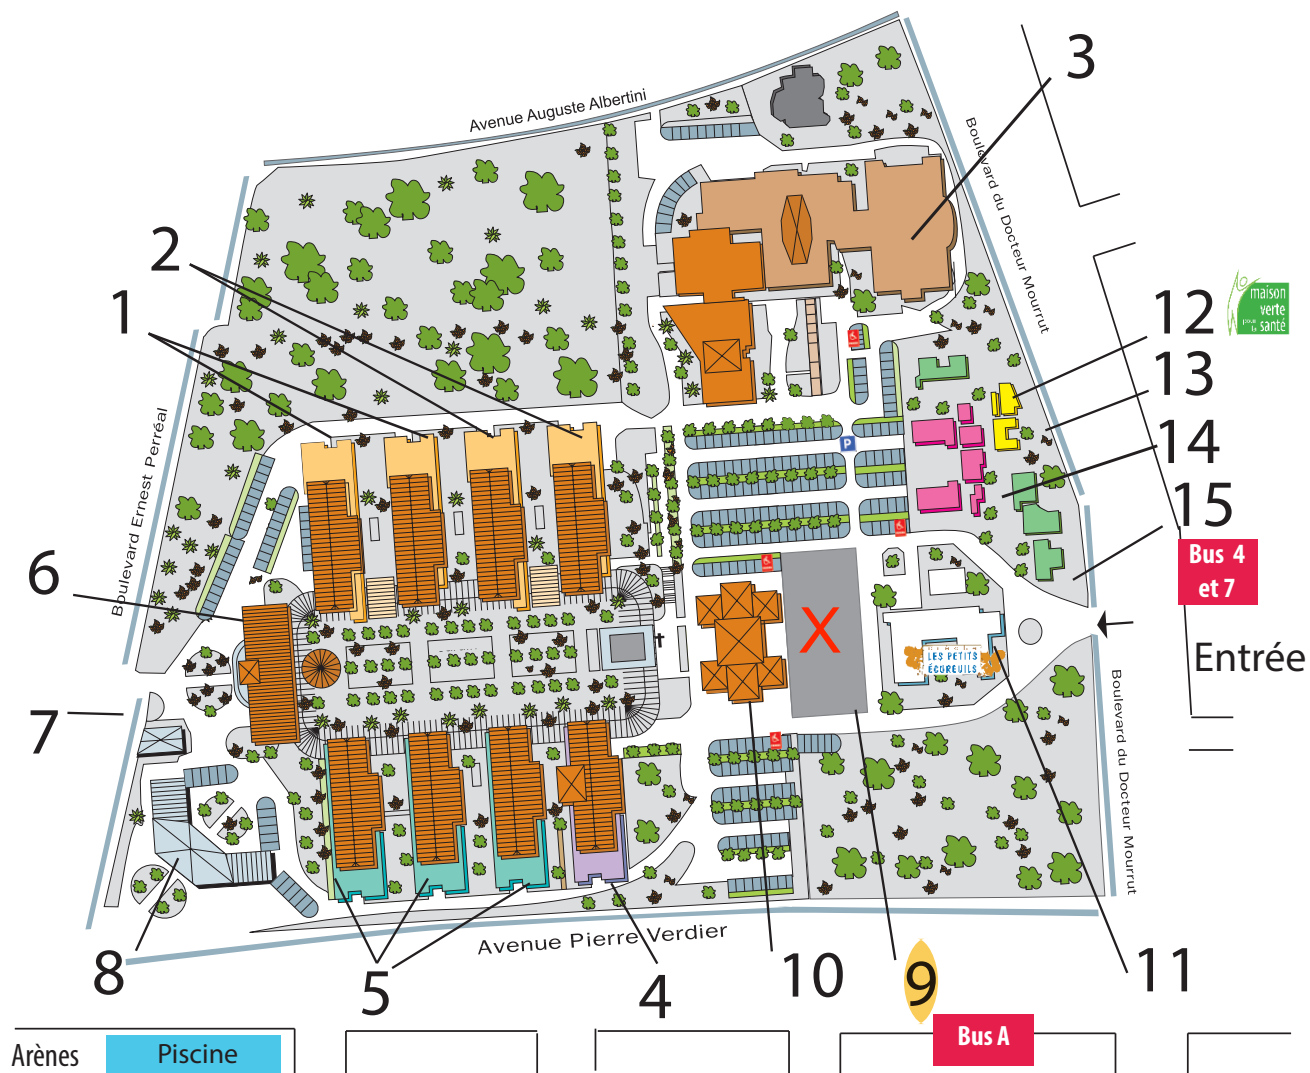 3
Avenue Auguste Albertini
Boulevard du Docteur Mourrut
2
1
12
maison
verte
pour
la santé
13
14
15
P
Boulevard Ernest Perréal
6
Bus 4
et 7
X
Entrée
LES PETITS
ÉCUREUILS
7
Boulevard du Docteur Mourrut
8
5
Avenue Pierre Verdier
4
10
9
11
Arènes
Piscine
Bus A